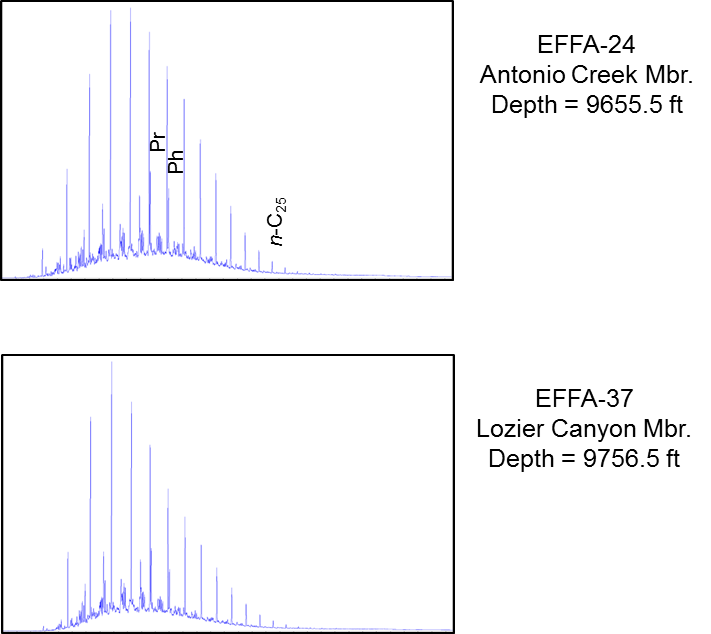 EFFA-24
Antonio Creek Mbr.
Depth = 9655.5 ft
Pr
Ph
n-C25
EFFA-37
Lozier Canyon Mbr.
Depth = 9756.5 ft